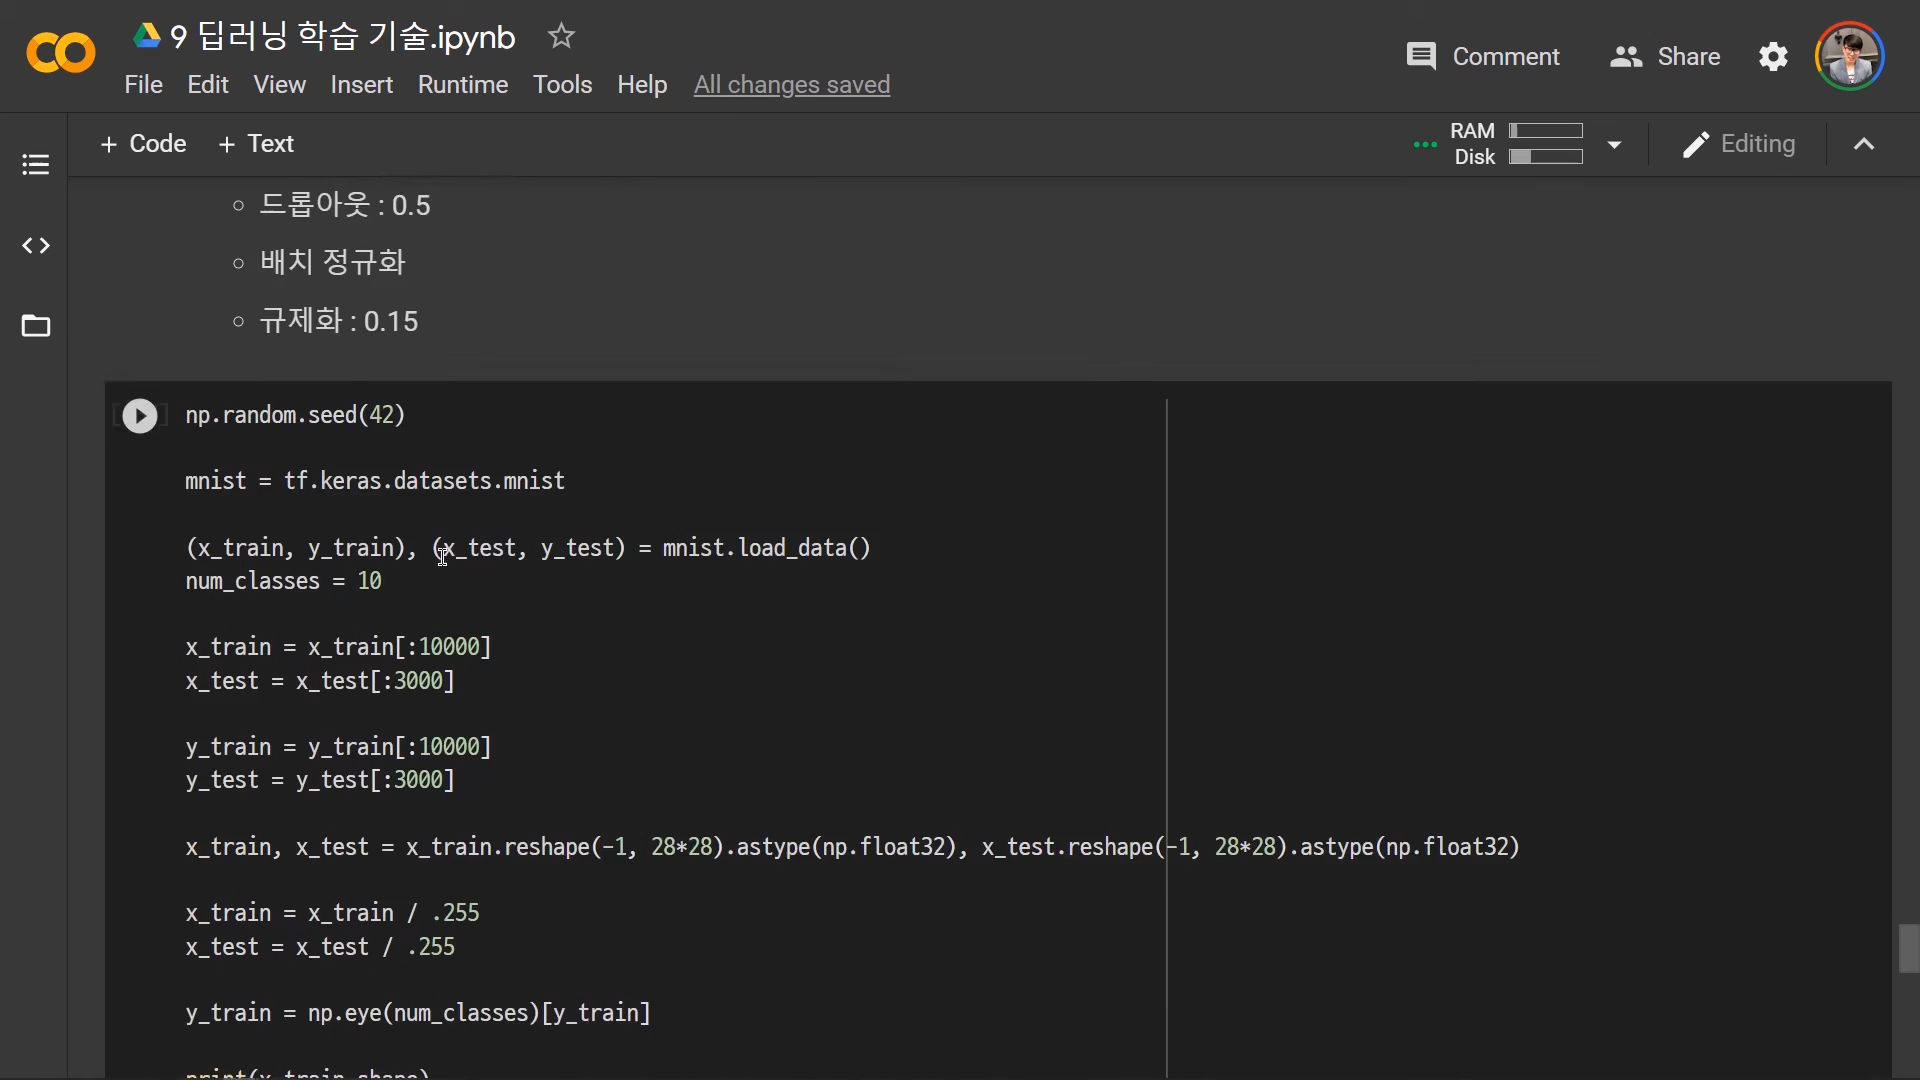 9 딥러닝 학습 기술.ipynb
File Edit View Insert Runtime Tools Help All changes saved
Comment Share
+ Code + Text
RAM
Disk
Editing
드롭아웃 : 0.5
배치 정규화
규제화 : 0.15
np.random.seed(42)
mnist = tf.keras.datasets.mnist
(x_train, y_train), (x_test, y_test) = mnist.load_data()
num_classes = 10
x_train = x_train[:10000]
x_test = x_test[:3000]
y_train = y_train[:10000]
y_test = y_test[:3000]
x_train, x_test = x_train.reshape(-1, 28*28).astype(np.float32), x_test.reshape(-1, 28*28).astype(np.float32)
x_train = x_train / .255
x_test = x_test / .255
y_train = np.eye(num_classes)[y_train]
print(x_train.shape)